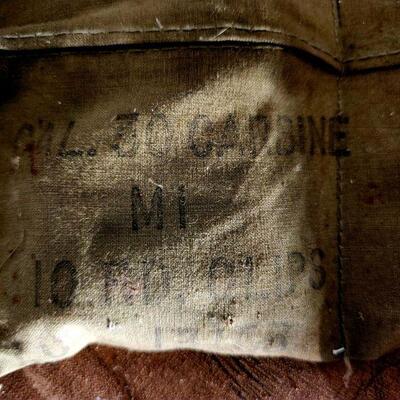 CAL. 30 CARBINE
M1
10 RD. CLIPS